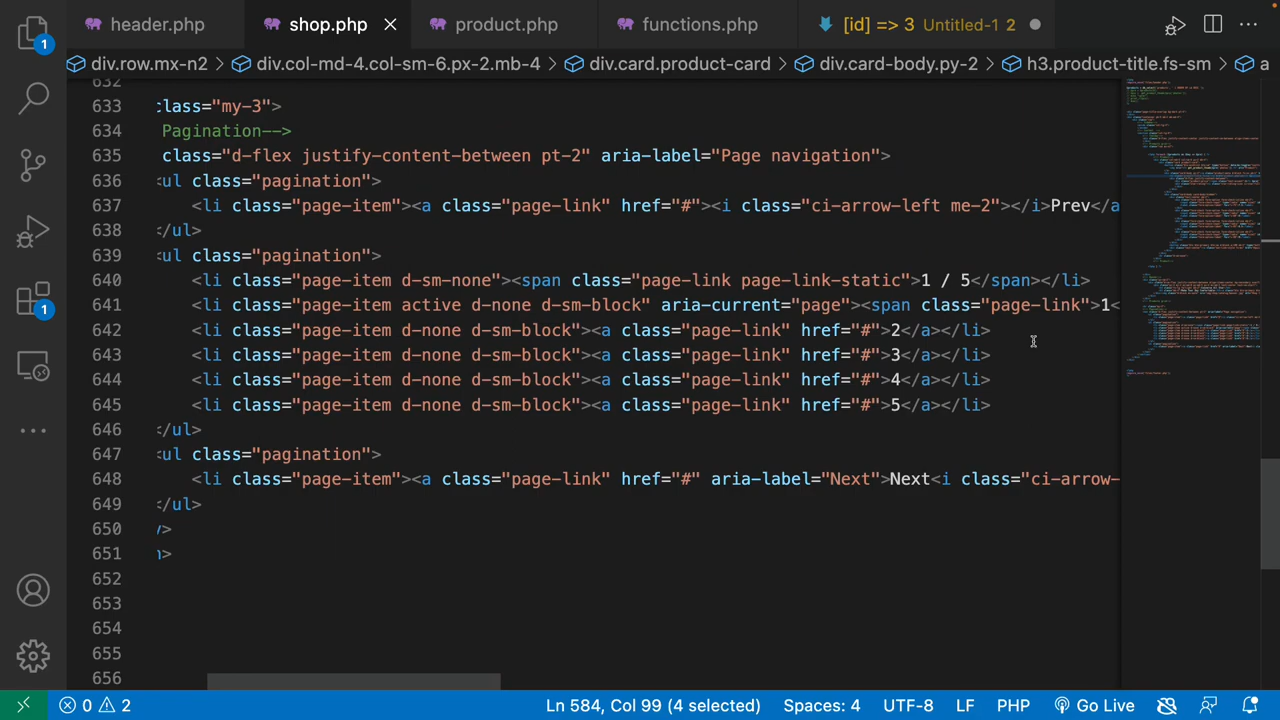 header.php
shop.php
product.php
functions.php
[id] => 3 Untitled-1 2
div.row.mx-n2 > div.col-md-4.col-sm-6.px-2.mb-4 > div.card.product-card > div.card-body.py-2 > h3.product-title.fs-sm > a
632
633 class="my-3">
634 Pagination-->
635 class="d-flex justify-content-between pt-2" aria-label="Page navigation">
636 ul class="pagination">
637 <li class="page-item"><a class="page-link" href="#"><i class="ci-arrow-left me-2"></i>Prev</a
638 </ul>
639 ul class="pagination">
640 <li class="page-item d-sm-none"><span class="page-link page-link-static">1 / 5</span></li>
641 <li class="page-item active d-none d-sm-block" aria-current="page"><span class="page-link">1<
642 <li class="page-item d-none d-sm-block"><a class="page-link" href="#">2</a></li>
643 <li class="page-item d-none d-sm-block"><a class="page-link" href="#">3</a></li>
644 <li class="page-item d-none d-sm-block"><a class="page-link" href="#">4</a></li>
645 <li class="page-item d-none d-sm-block"><a class="page-link" href="#">5</a></li>
646 </ul>
647 ul class="pagination">
648 <li class="page-item"><a class="page-link" href="#" aria-label="Next">Next<i class="ci-arrow-
649 </ul>
650 />
651 >
652
653
654
655
656
1
1
0 2
Ln 584, Col 99 (4 selected)
Spaces: 4
UTF-8
LF
PHP
Go Live